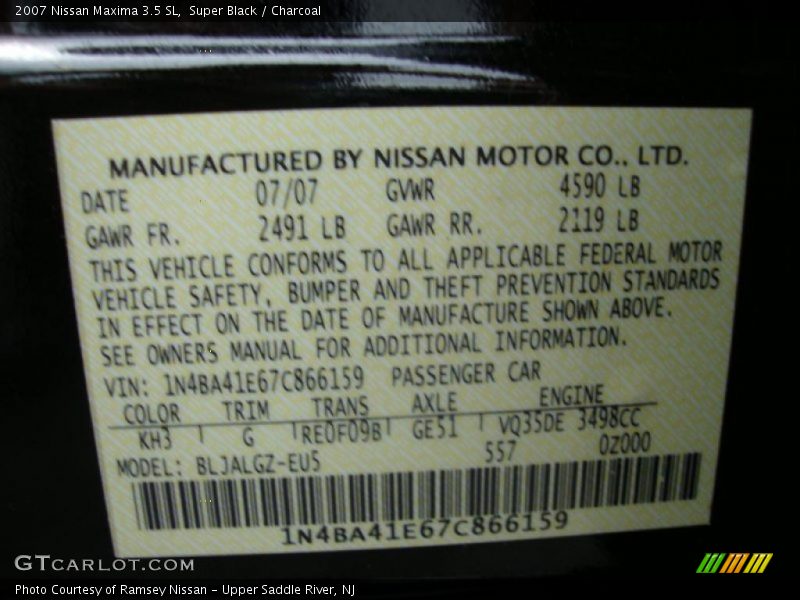 2007 Nissan Maxima 3.5 SL, Super Black / Charcoal
MANUFACTURED BY NISSAN MOTOR CO., LTD.
DATE 07/07 GVWR 4590 LB
GAWR FR. 2491 LB GAWR RR. 2119 LB
THIS VEHICLE CONFORMS TO ALL APPLICABLE FEDERAL MOTOR
VEHICLE SAFETY, BUMPER AND THEFT PREVENTION STANDARDS
IN EFFECT ON THE DATE OF MANUFACTURE SHOWN ABOVE.
SEE OWNERS MANUAL FOR ADDITIONAL INFORMATION.
VIN: 1N4BA41E67C866159 PASSENGER CAR
COLOR TRIM TRANS AXLE ENGINE
KH3 G RE0F09B GE51 VQ35DE 3498CC
MODEL: BLJALGZ-EU5 557 0Z000
1N4BA41E67C866159
GTCARLOT.COM
Photo Courtesy of Ramsey Nissan - Upper Saddle River, NJ